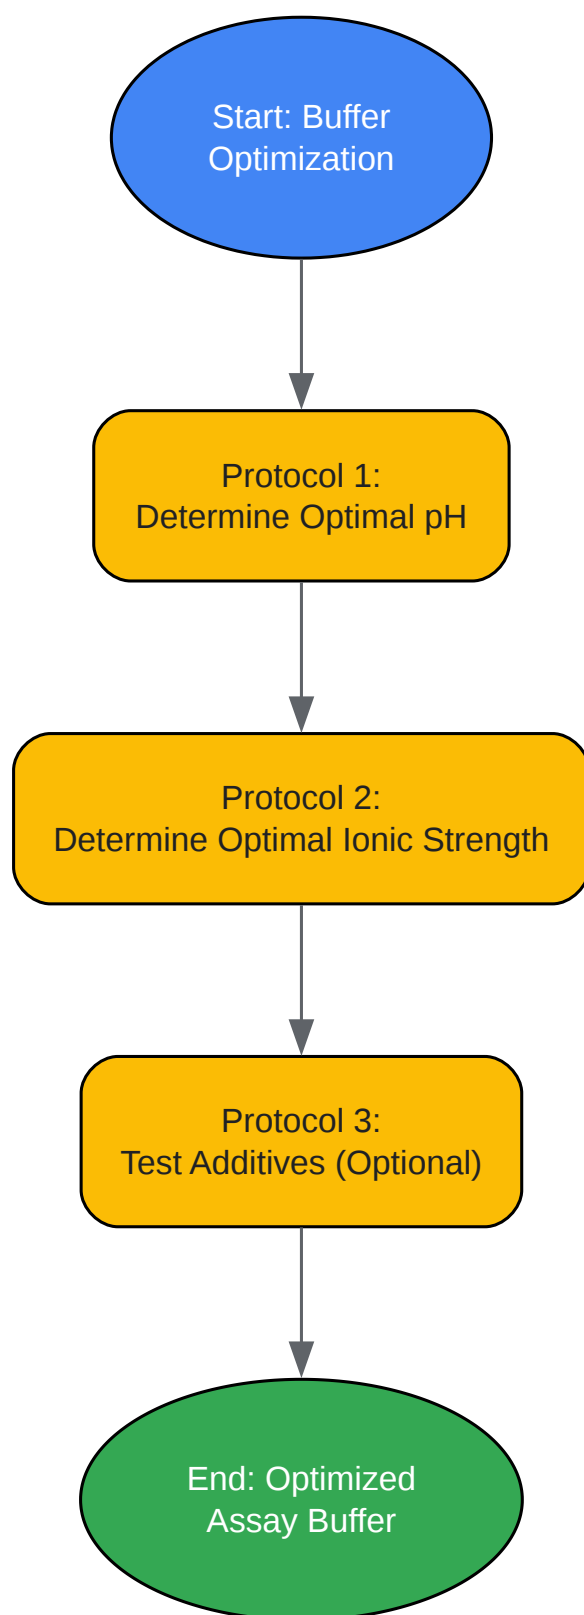 Start: Buffer
Optimization
Protocol 1:
Determine Optimal pH
Protocol 2:
Determine Optimal Ionic Strength
Protocol 3:
Test Additives (Optional)
End: Optimized
Assay Buffer